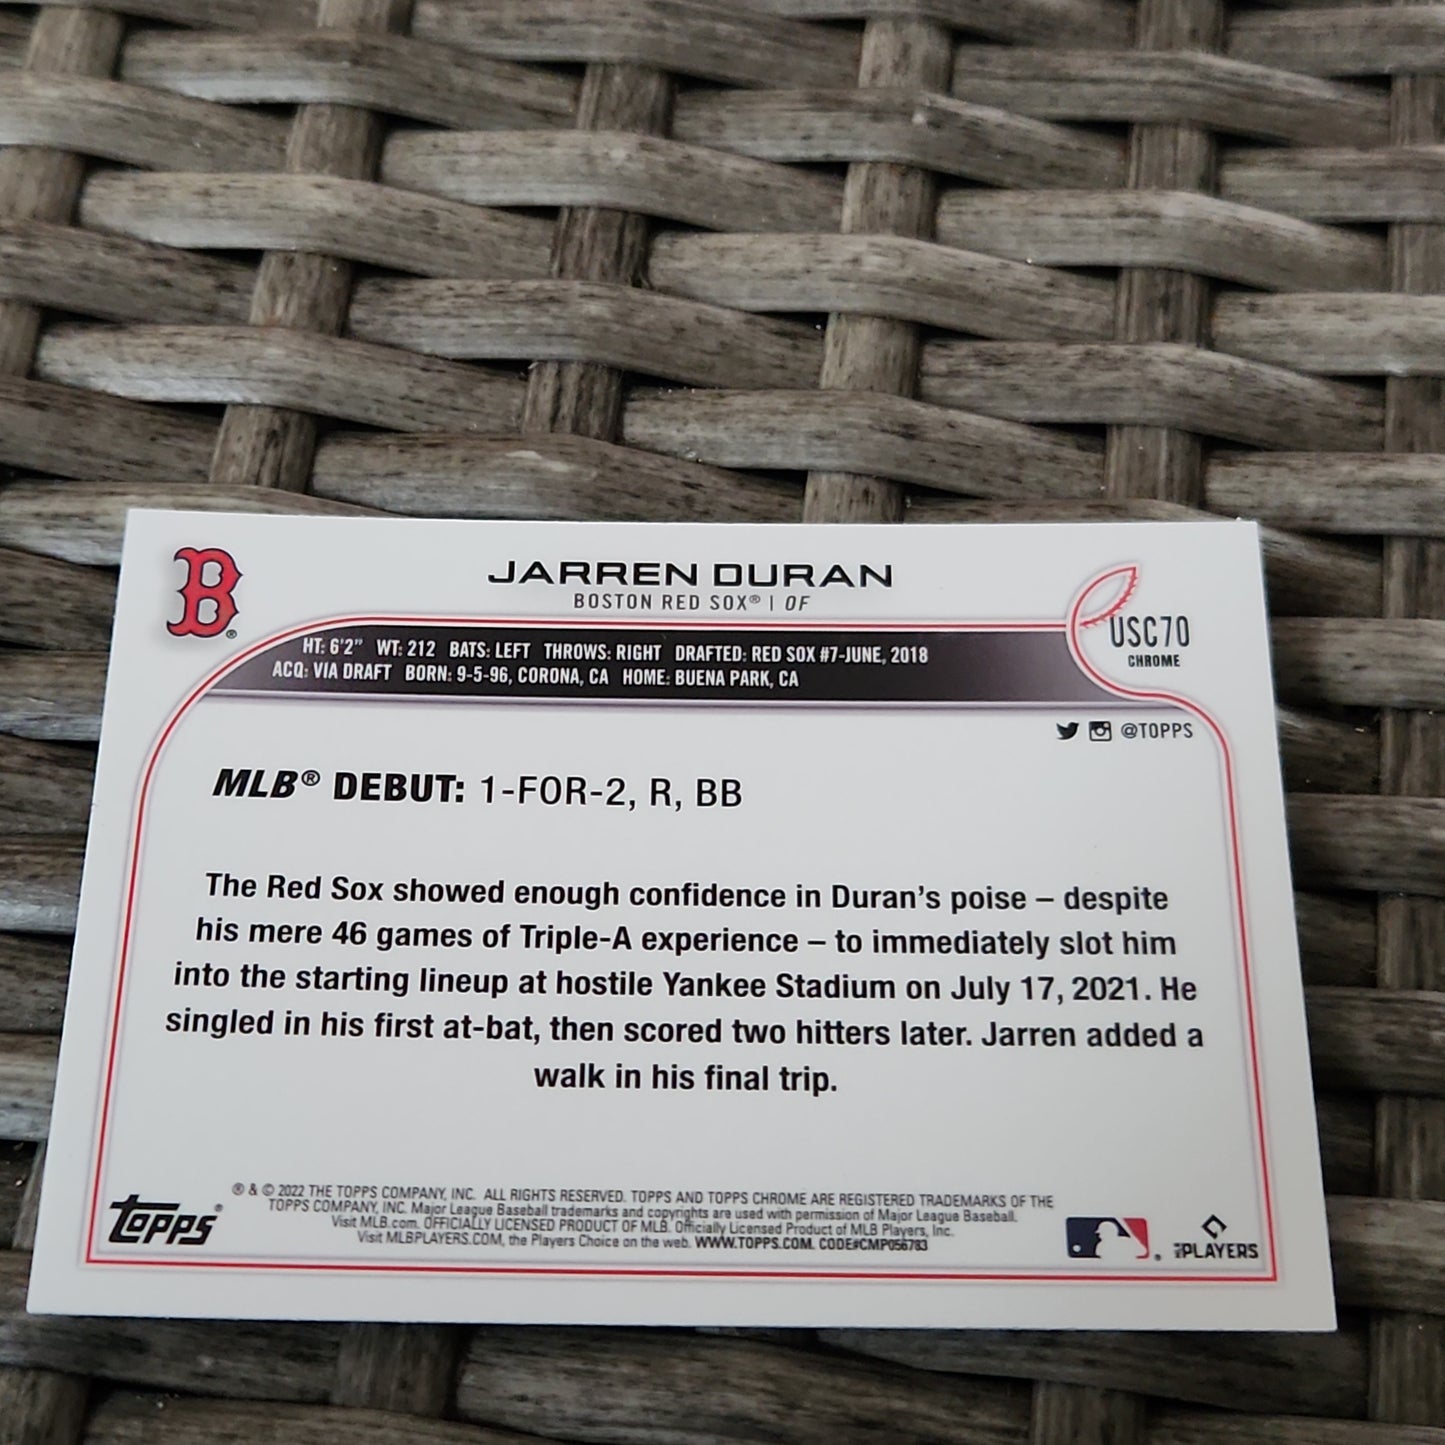 B®
JARREN DURAN
BOSTON RED SOX® | OF
USC70
CHROME
HT: 6'2" WT: 212 BATS: LEFT THROWS: RIGHT DRAFTED: RED SOX #7-JUNE, 2018
ACQ: VIA DRAFT BORN: 9-5-96, CORONA, CA HOME: BUENA PARK, CA
@TOPPS
MLB® DEBUT: 1-FOR-2, R, BB
The Red Sox showed enough confidence in Duran's poise – despite
his mere 46 games of Triple-A experience – to immediately slot him
into the starting lineup at hostile Yankee Stadium on July 17, 2021. He
singled in his first at-bat, then scored two hitters later. Jarren added a
walk in his final trip.
® & © 2022 THE TOPPS COMPANY, INC. ALL RIGHTS RESERVED. TOPPS AND TOPPS CHROME ARE REGISTERED TRADEMARKS OF THE
TOPPS COMPANY, INC. Major League Baseball trademarks and copyrights are used with permission of Major League Baseball.
Visit MLB.com. OFFICIALLY LICENSED PRODUCT OF MLB. Officially Licensed Product of MLB Players, Inc.
Visit MLBPLAYERS.COM, the Players Choice on the web. WWW.TOPPS.COM. CODE#CMP056783
topps®
MLB PLAYERS